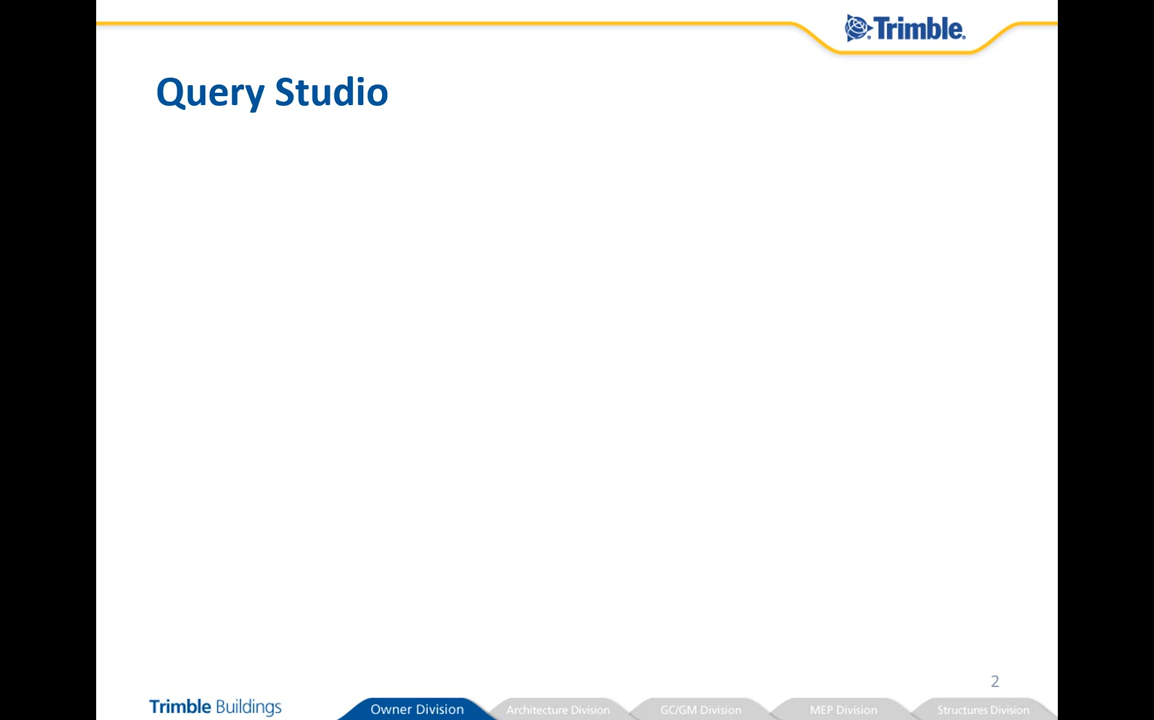 Trimble.
Query Studio
2
Trimble Buildings
Owner Division
Architecture Division
GC/GM Division
MEP Division
Structures Division